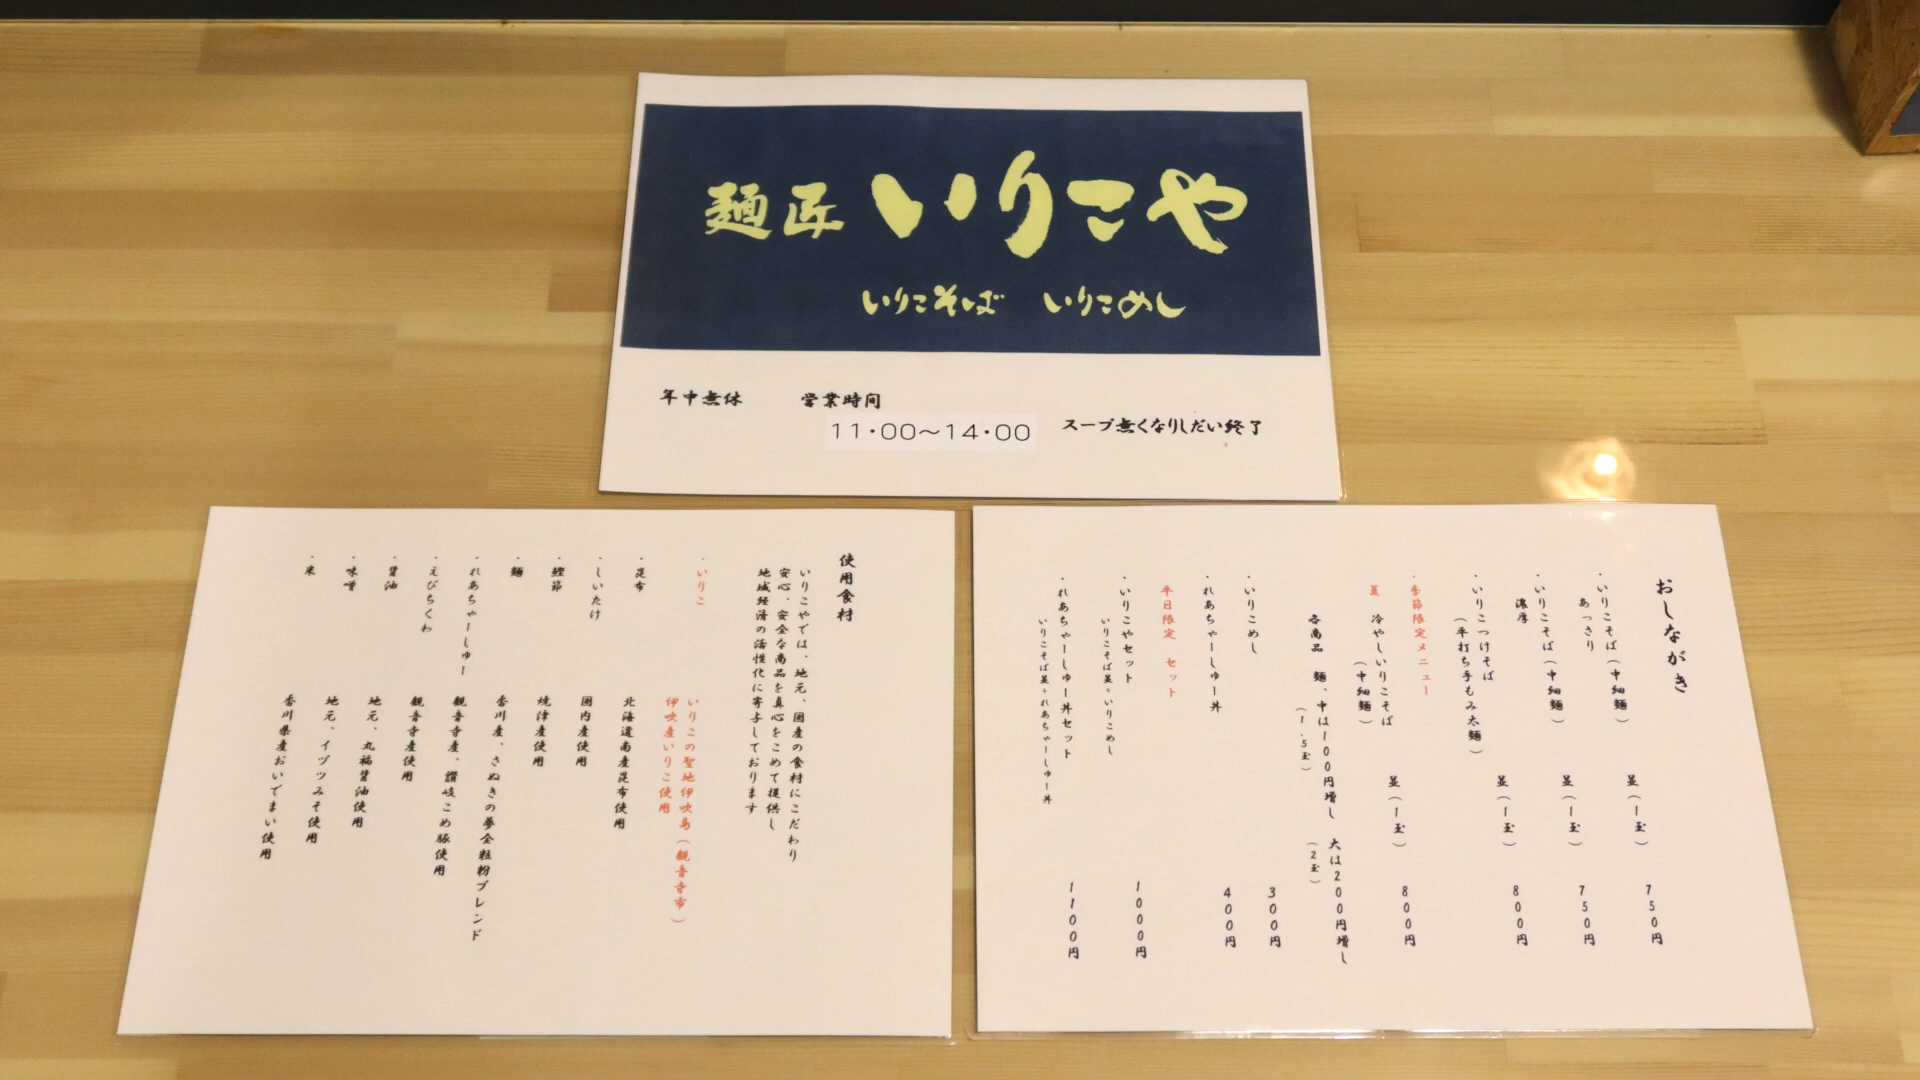 麺匠 いりこや
いりこそば いりこめし
年中無休 営業時間
11・00～14・00 スープ無くなりしだい終了
おしながき
・いりこそば(中細麺) 並(1玉) 750円
あっさり
・いりこそば(中細麺) 並(1玉) 750円
濃厚
・いりこつけそば 並(1玉) 800円
(平打ち手もみ太麺)
・季節限定メニュー
夏 冷やしいりこそば 並(1玉) 800円
(中細麺)
各商品 麺、中は100円増し 大は200円増し
(1.5玉) (2玉)
・いりこめし 300円
・れあちゃーしゅー丼 400円
平日限定 セット
・いりこやセット 1000円
いりこそば並+いりこめし
・れあちゃーしゅー丼セット 1100円
いりこそば並+れあちゃーしゅー丼
使用食材
いりこやでは、地元、国産の食材にこだわり
安心、安全な商品を真心をこめて提供し
地域経済の活性化に寄与しております
・いりこ いりこの聖地伊吹島(観音寺市)
伊吹産いりこ使用
・昆布 北海道南産昆布使用
・しいたけ 国内産使用
・鰹節 焼津産使用
・麺 香川産、さぬきの夢全粒粉ブレンド
・れあちゃーしゅー 観音寺産、讃岐こめ豚使用
・えびちくわ 観音寺産使用
・醤油 地元、丸福醤油使用
・味噌 地元、イヅツみそ使用
・米 香川県産おいでまい使用